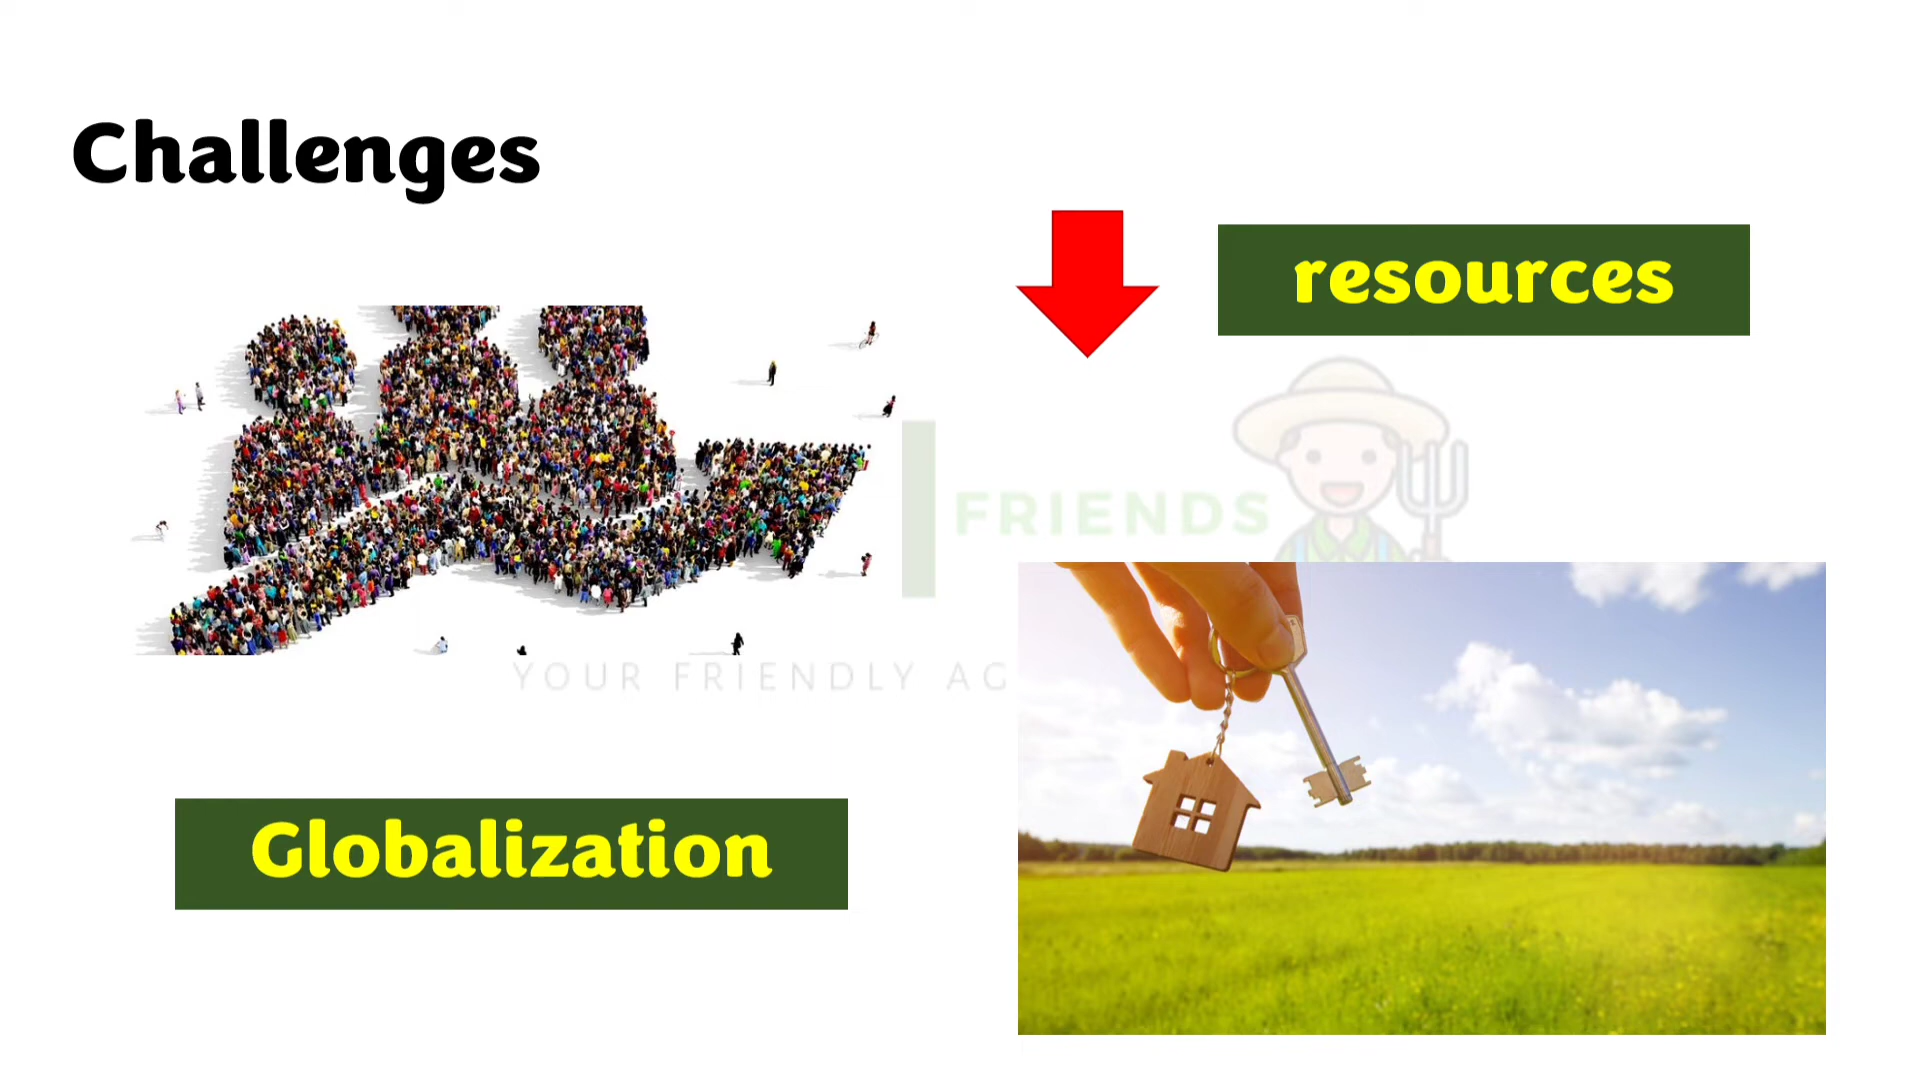 Challenges
resources
FRIENDS
YOUR FRIENDLY AG
Globalization